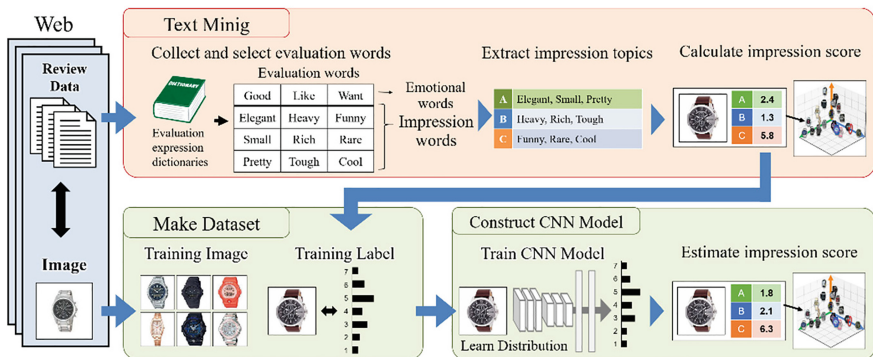 Web
Review
Data
Image
Text Minig
Collect and select evaluation words
DICTIONARY
Evaluation
expression
dictionaries
Evaluation words
Good Like Want
Elegant Heavy Funny
Small Rich Rare
Pretty Tough Cool
Emotional
words
Impression
words
Extract impression topics
A Elegant, Small, Pretty
B Heavy, Rich, Tough
C Funny, Rare, Cool
Calculate impression score
A 2.4
B 1.3
C 5.8
Make Dataset
Training Image
Training Label
7
6
5
4
3
2
1
Construct CNN Model
Train CNN Model
Learn Distribution
7
6
5
4
3
2
1
Estimate impression score
A 1.8
B 2.1
C 6.3